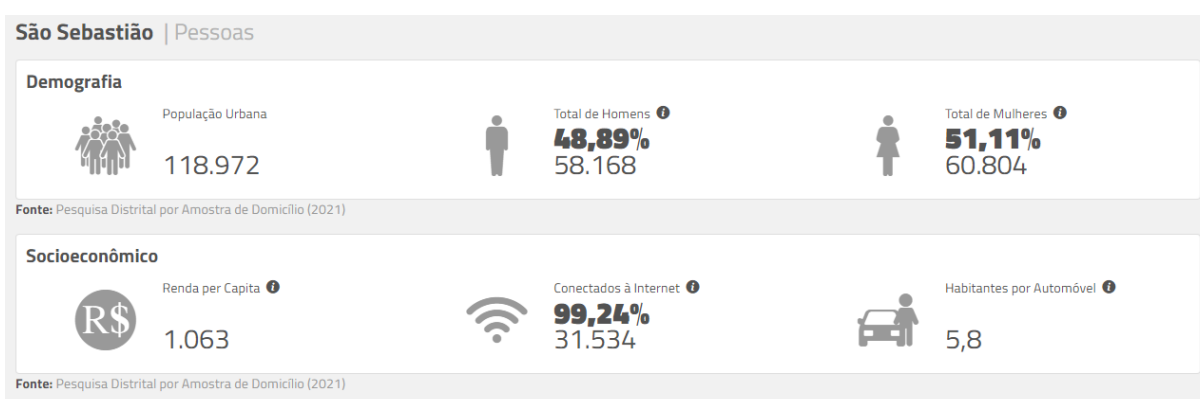 São Sebastião | Pessoas
Demografia
População Urbana
118.972
Total de Homens
48,89%
58.168
Total de Mulheres
51,11%
60.804
Fonte: Pesquisa Distrital por Amostra de Domicílio (2021)
Socioeconômico
R$
Renda per Capita
1.063
Conectados à Internet
99,24%
31.534
Habitantes por Automóvel
5,8
Fonte: Pesquisa Distrital por Amostra de Domicílio (2021)